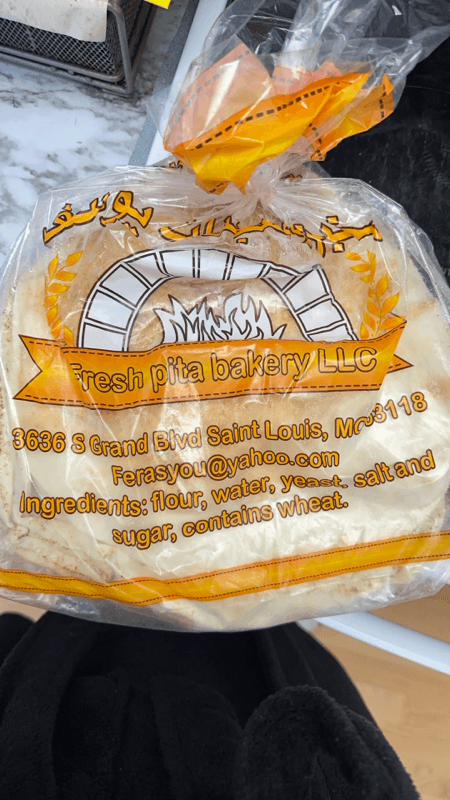 يوسف
Fresh pita bakery LLC
3636 S Grand Blvd Saint Louis, Mo 63118
Ferasyou@yahoo.com
Ingredients: flour, water, yeast, salt and
sugar, contains wheat.